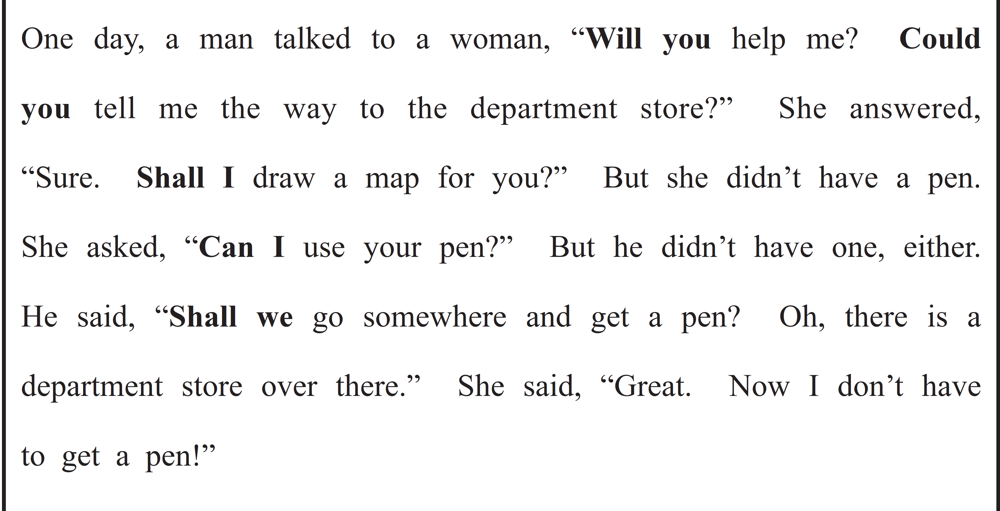 One day, a man talked to a woman, “Will you help me? Could
you tell me the way to the department store?” She answered,
“Sure. Shall I draw a map for you?” But she didn’t have a pen.
She asked, “Can I use your pen?” But he didn’t have one, either.
He said, “Shall we go somewhere and get a pen? Oh, there is a
department store over there.” She said, “Great. Now I don’t have
to get a pen!”